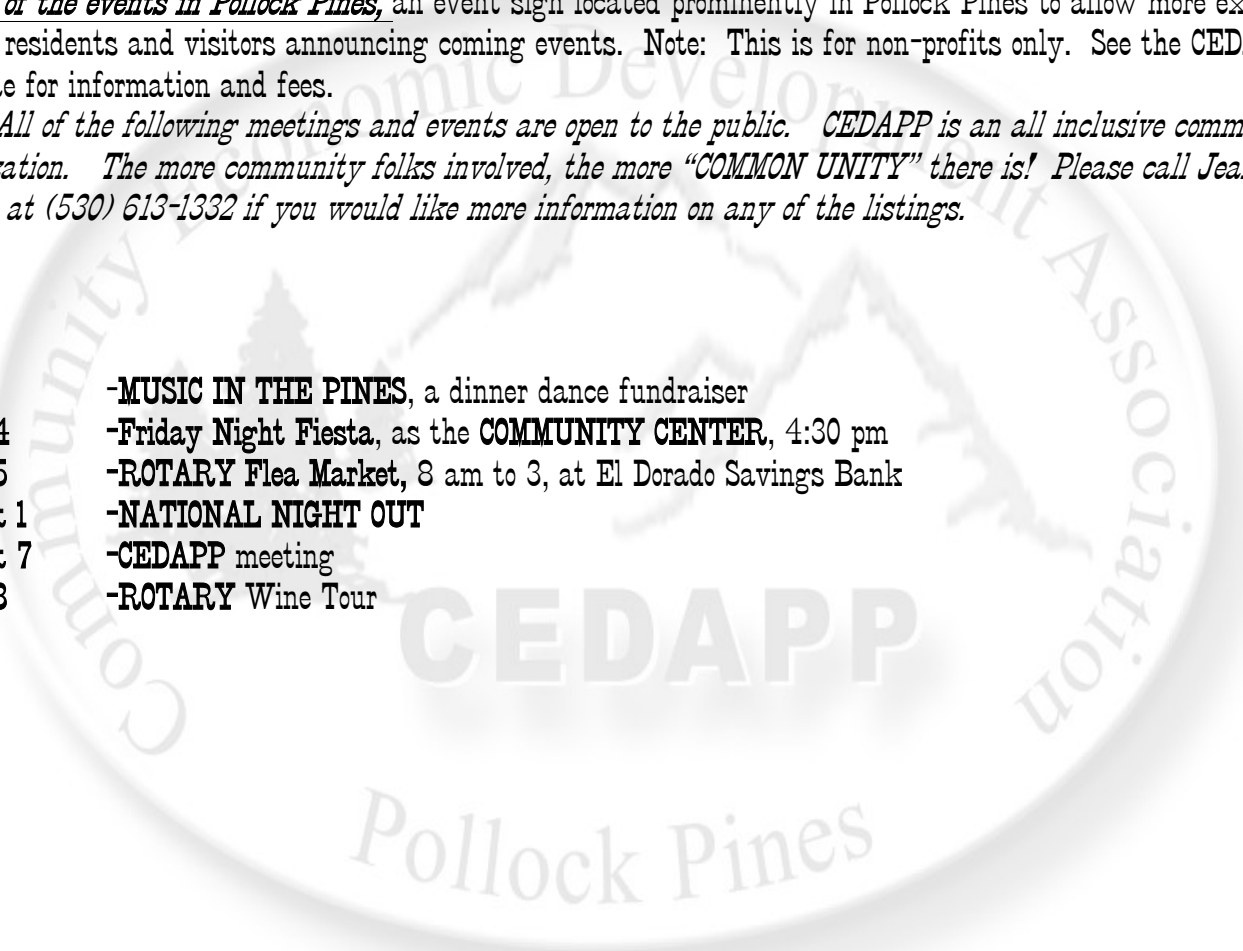 of the events in Pollock Pines, an event sign located prominently in Pollock Pines to allow more
residents and visitors announcing coming events. Note: This is for non-profits only. See the
for information and fees.
All of the following meetings and events are open to the public. CEDAPP is an all inclusive
The more community folks involved, the more “COMMON UNITY” there is! Please call
at (530) 613-1332 if you would like more information on any of the listings.
-MUSIC IN THE PINES, a dinner dance fundraiser
4 -Friday Night Fiesta, as the COMMUNITY CENTER, 4:30 pm
5 -ROTARY Flea Market, 8 am to 3, at El Dorado Savings Bank
1 -NATIONAL NIGHT OUT
7 -CEDAPP meeting
3 -ROTARY Wine Tour
Community Economic Development Association
CEDAPP
Pollock Pines